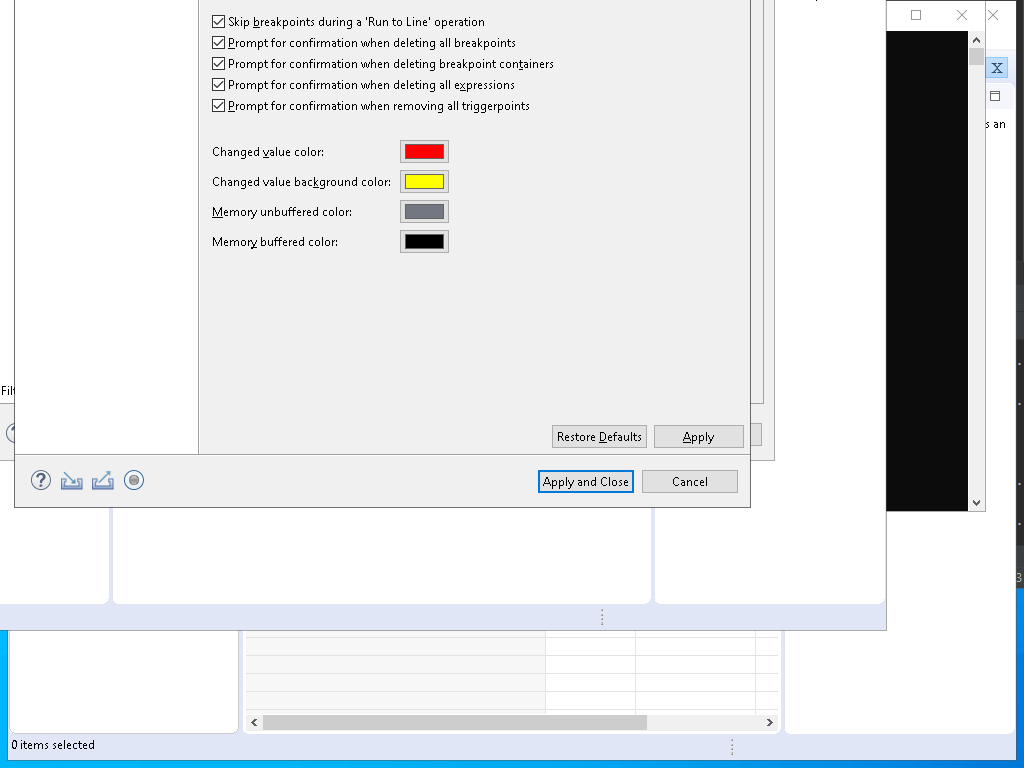 Skip breakpoints during a 'Run to Line' operation
Prompt for confirmation when deleting all breakpoints
Prompt for confirmation when deleting breakpoint containers
Prompt for confirmation when deleting all expressions
Prompt for confirmation when removing all triggerpoints
X
s an
Changed value color:
Changed value background color:
Memory unbuffered color:
Memory buffered color:
Filt
Restore Defaults
Apply
?
Apply and Close
Cancel
3
0 items selected